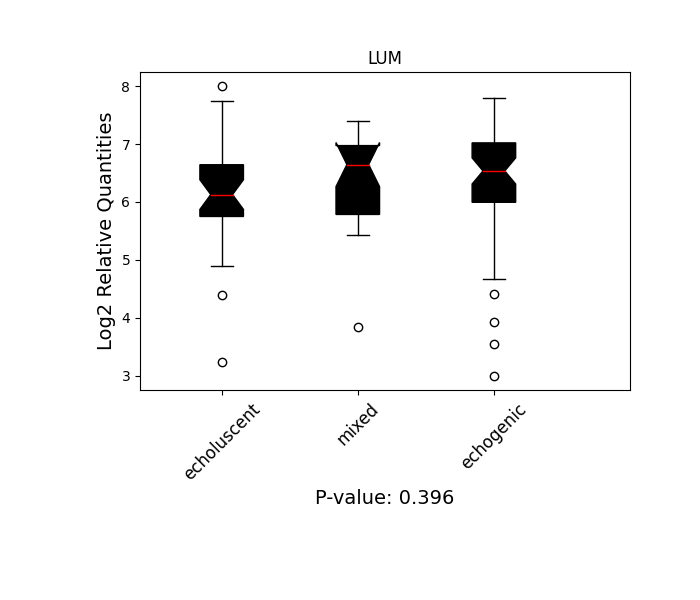 LUM
Log2 Relative Quantities
8
7
6
5
4
3
echoluscent
mixed
echogenic
P-value: 0.396